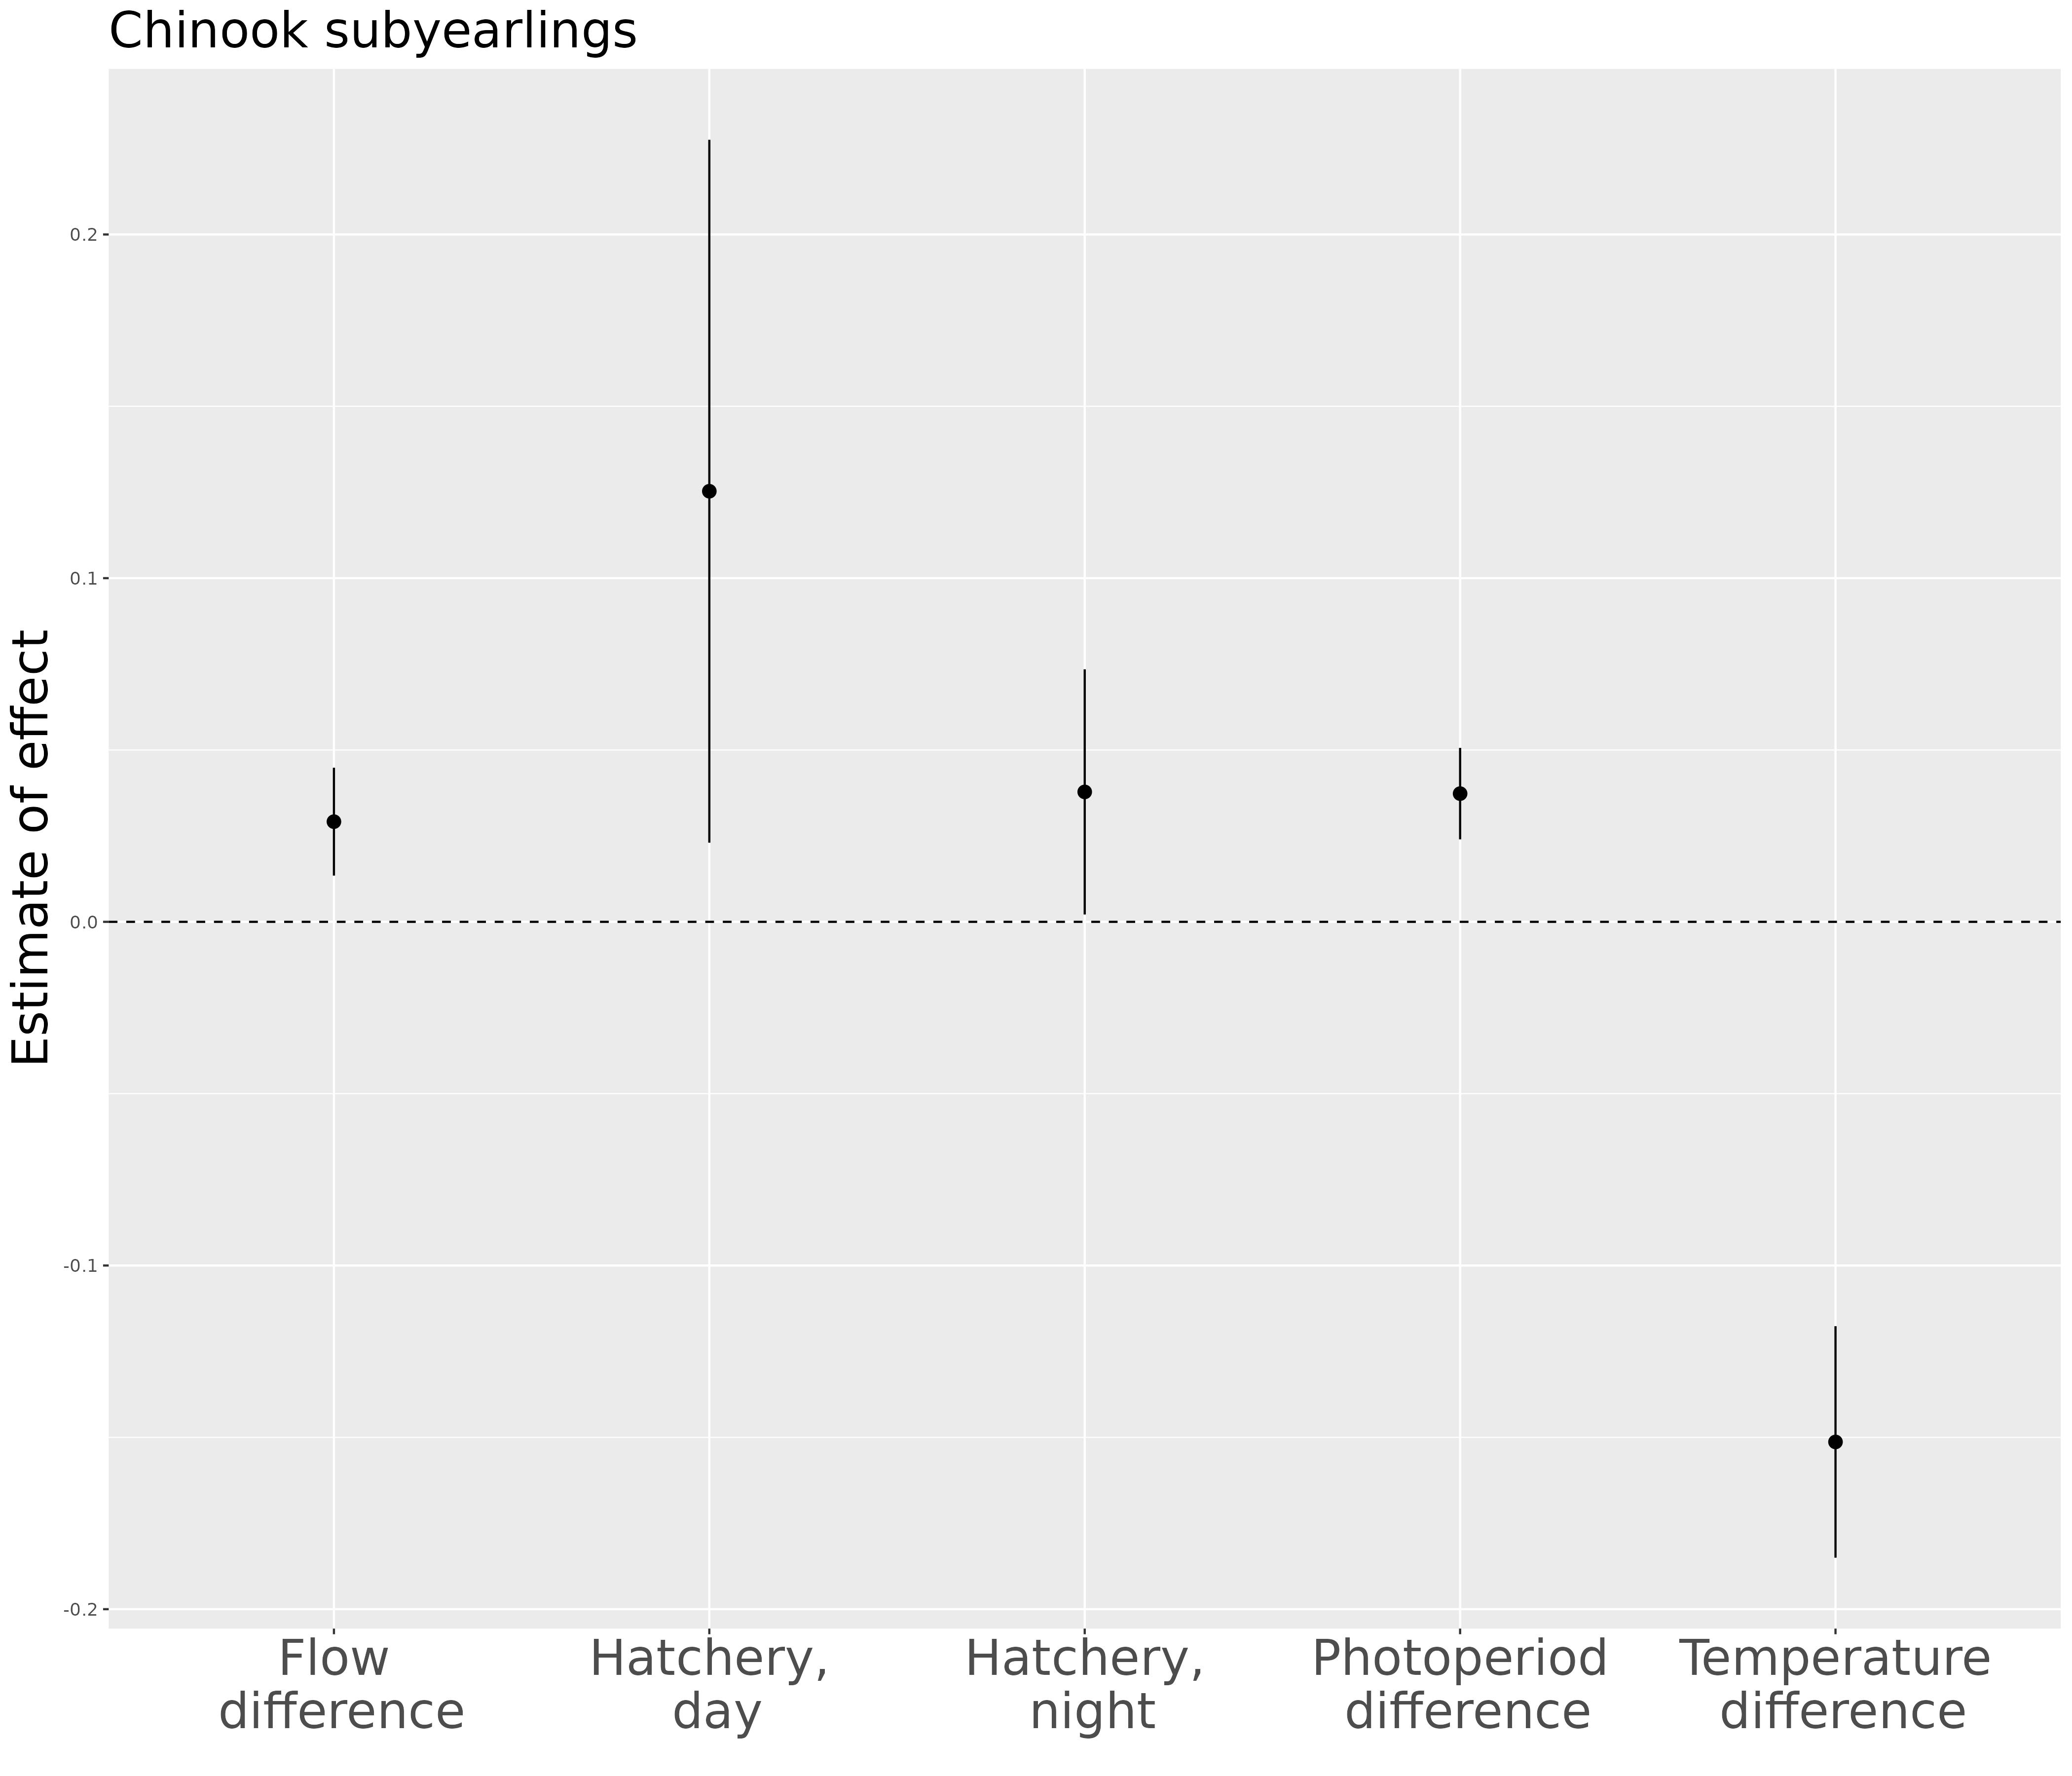 Chinook subyearlings
Estimate of effect
0.2
0.1
0.0
-0.1
-0.2
Flow
difference
Hatchery,
day
Hatchery,
night
Photoperiod
difference
Temperature
difference